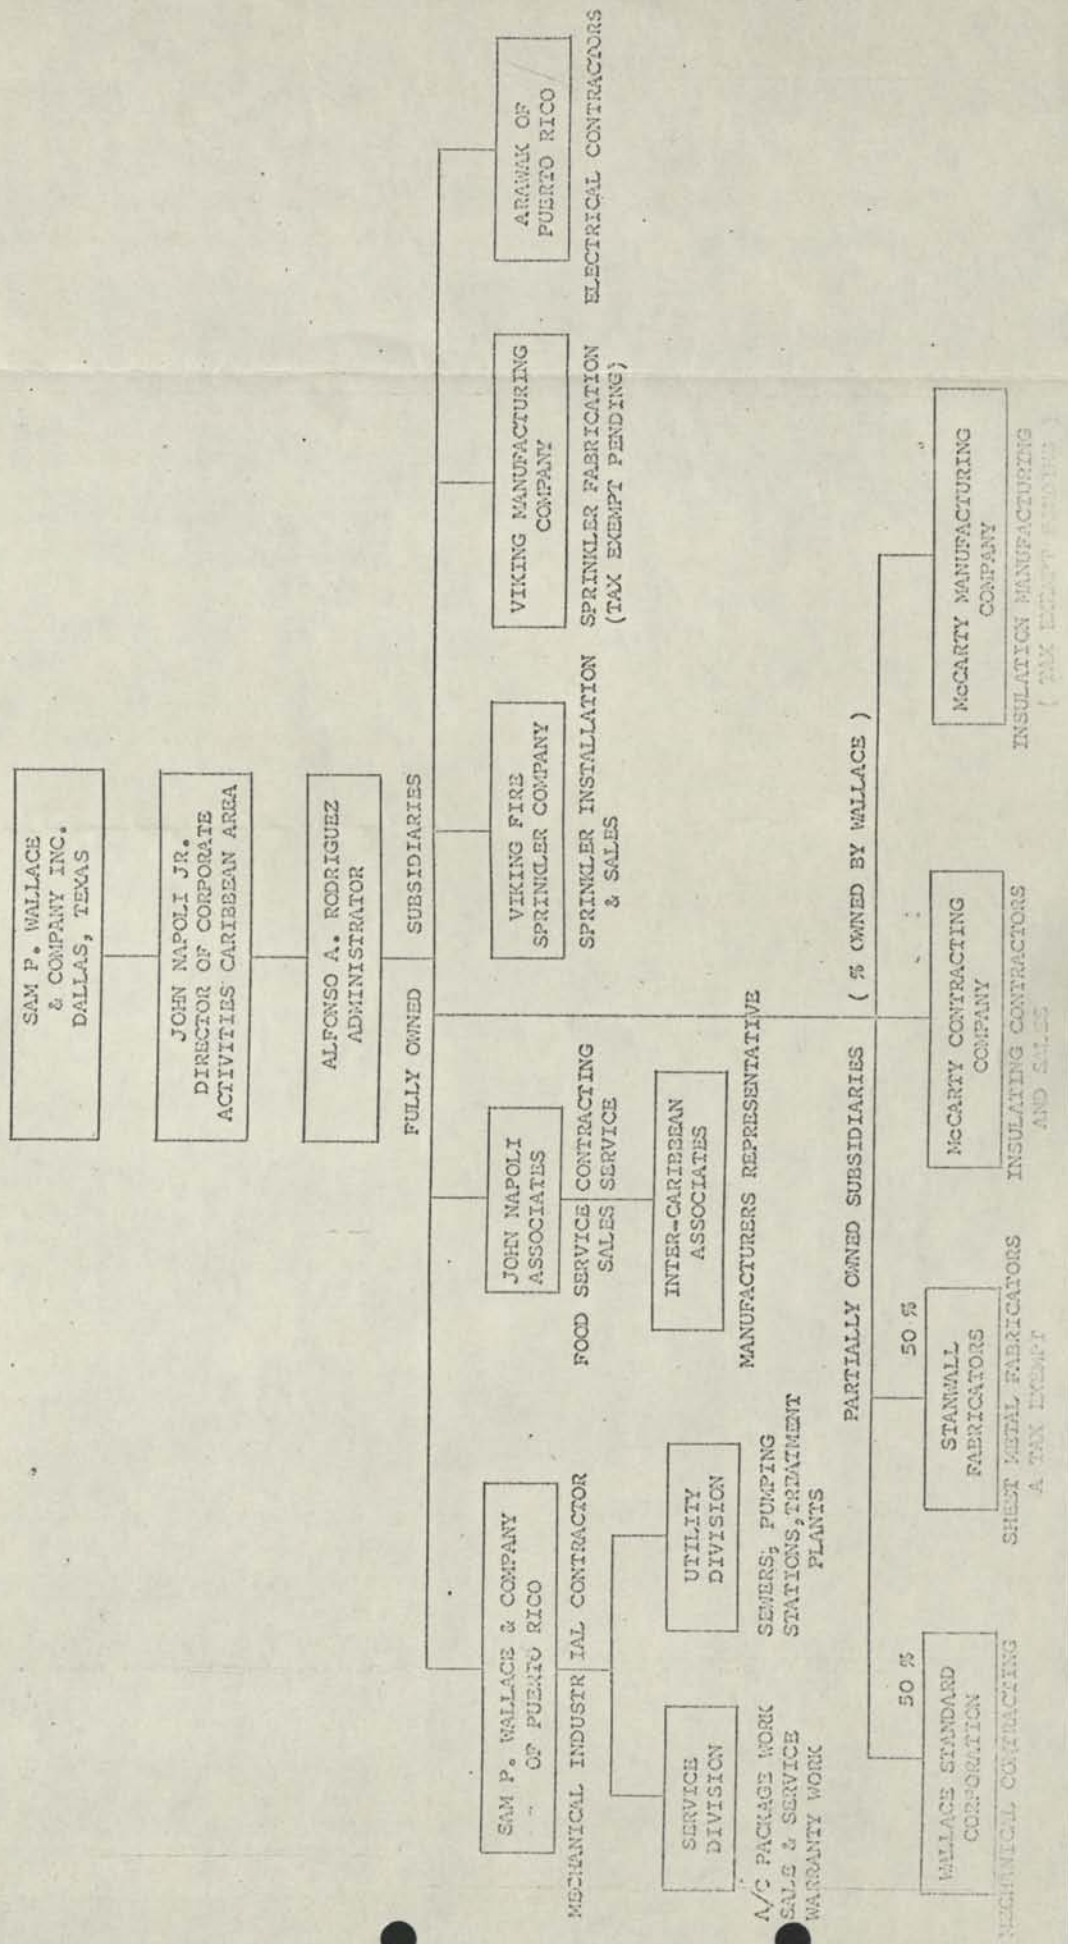 SAM P. WALLACE
& COMPANY INC.
DALLAS, TEXAS
JOHN NAPOLI JR.
DIRECTOR OF CORPORATE
ACTIVITIES CARIBBEAN AREA
ALFONSO A. RODRIGUEZ
ADMINISTRATOR
FULLY OWNED SUBSIDIARIES
SAM P. WALLACE & COMPANY
OF PUERTO RICO
MECHANICAL INDUSTRIAL CONTRACTOR
SERVICE
DIVISION
A/C PACKAGE WORK
SALE & SERVICE
WARRANTY WORK
UTILITY
DIVISION
SEWERS, PUMPING
STATIONS, TREATMENT
PLANTS
JOHN NAPOLI
ASSOCIATES
FOOD SERVICE CONTRACTING
SALES SERVICE
INTER-CARIBBEAN
ASSOCIATES
MANUFACTURERS REPRESENTATIVE
VIKING FIRE
SPRINKLER COMPANY
SPRINKLER INSTALLATION
& SALES
VIKING MANUFACTURING
COMPANY
SPRINKLER FABRICATION
(TAX EXEMPT PENDING)
ARAWAK OF
PUERTO RICO
ELECTRICAL CONTRACTORS
PARTIALLY OWNED SUBSIDIARIES ( % OWNED BY WALLACE )
50 %
WALLACE STANDARD
CORPORATION
MECHANICAL CONTRACTING
50 %
STANWALL
FABRICATORS
SHEET METAL FABRICATORS
A TAX EXEMPT
McCARTY CONTRACTING
COMPANY
INSULATING CONTRACTORS
AND SALES
McCARTY MANUFACTURING
COMPANY
INSULATION MANUFACTURING
( TAX EXEMPT